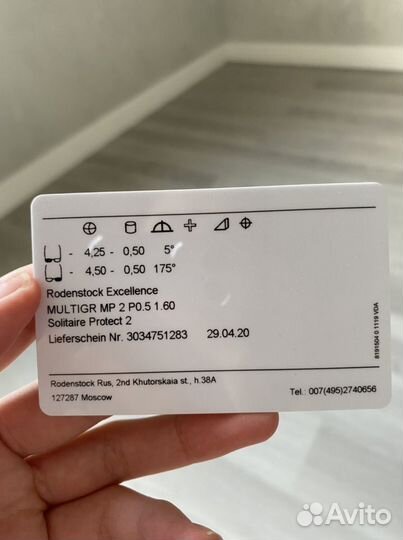 - 4,25 - 0,50 5°
- 4,50 - 0,50 175°
Rodenstock Excellence
MULTIGR MP 2 P0.5 1.60
Solitaire Protect 2
Lieferschein Nr. 3034751283 29.04.20
8191504 0 1119 VDA
Rodenstock Rus, 2nd Khutorskaia st., h.38A
127287 Moscow
Tel.: 007(495)2740656
Avito